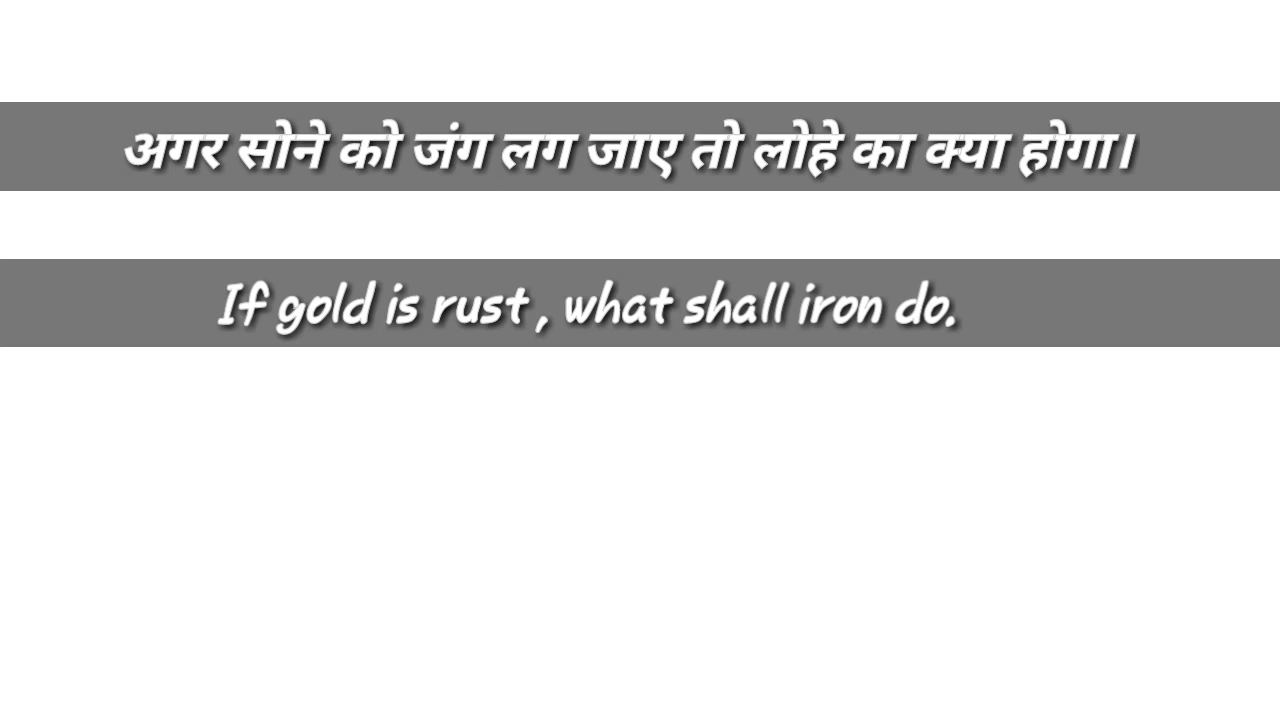 अगर सोने को जंग लग जाए तो लोहे का क्या होगा।
If gold is rust , what shall iron do.